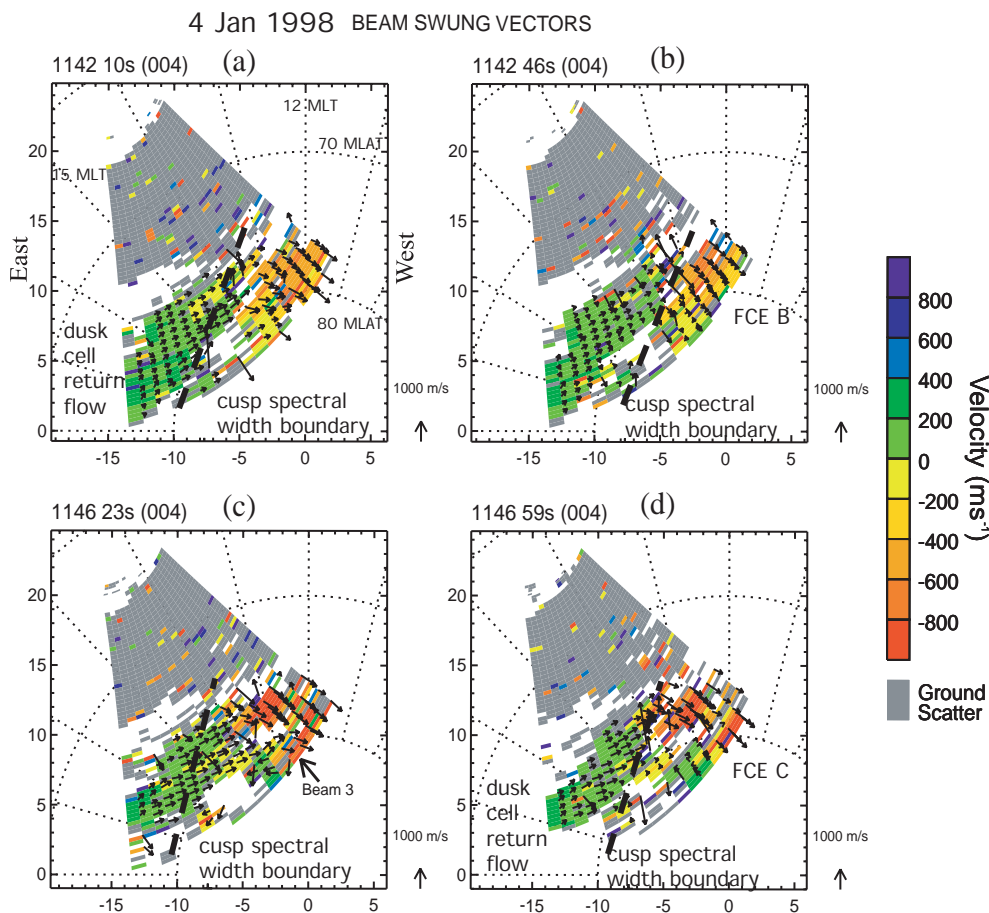 4 Jan 1998 BEAM SWUNG VECTORS
1142 10s (004) (a)
12 MLT
70 MLAT
15 MLT
80 MLAT
East
West
dusk
cell
return
flow
cusp spectral
width boundary
1000 m/s
20
15
10
5
0
-15 -10 -5 0 5
1142 46s (004) (b)
FCE B
cusp spectral
width boundary
1000 m/s
20
15
10
5
0
-15 -10 -5 0 5
1146 23s (004) (c)
Beam 3
cusp spectral
width boundary
1000 m/s
20
15
10
5
0
-15 -10 -5 0 5
1146 59s (004) (d)
FCE C
dusk
cell
return
flow
cusp spectral
width boundary
1000 m/s
20
15
10
5
0
-15 -10 -5 0 5
800
600
400
200
0
-200
-400
-600
-800
Velocity (ms⁻¹)
Ground
Scatter